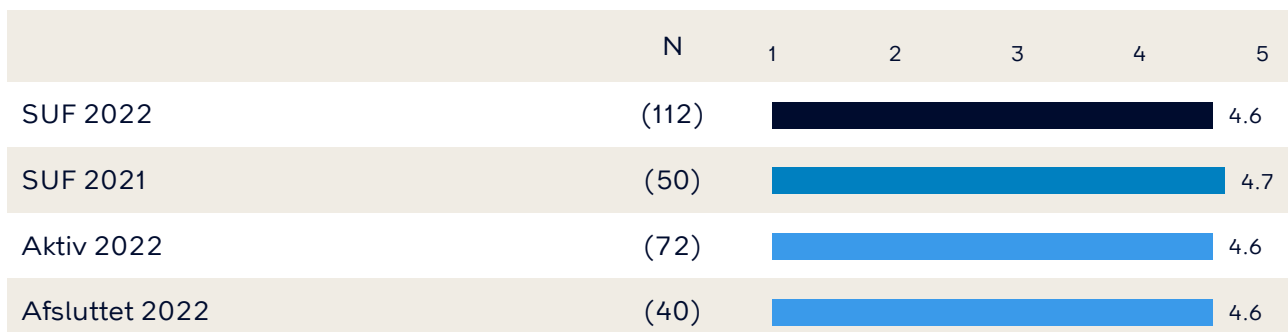 N 1 2 3 4 5
SUF 2022 (112) 4.6
SUF 2021 (50) 4.7
Aktiv 2022 (72) 4.6
Afsluttet 2022 (40) 4.6